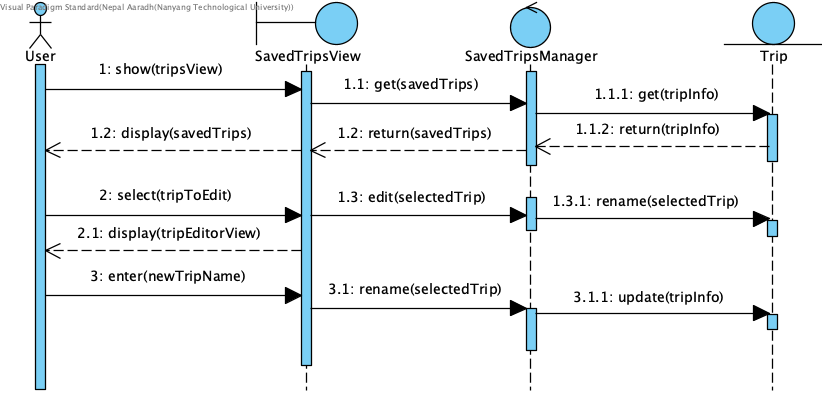 Visual Paradigm Standard(Nepal Aaradh(Nanyang Technological University))
User
SavedTripsView
SavedTripsManager
Trip
1: show(tripsView)
1.1: get(savedTrips)
1.1.1: get(tripInfo)
1.2: display(savedTrips)
1.2: return(savedTrips)
1.1.2: return(tripInfo)
2: select(tripToEdit)
1.3: edit(selectedTrip)
1.3.1: rename(selectedTrip)
2.1: display(tripEditorView)
3: enter(newTripName)
3.1: rename(selectedTrip)
3.1.1: update(tripInfo)